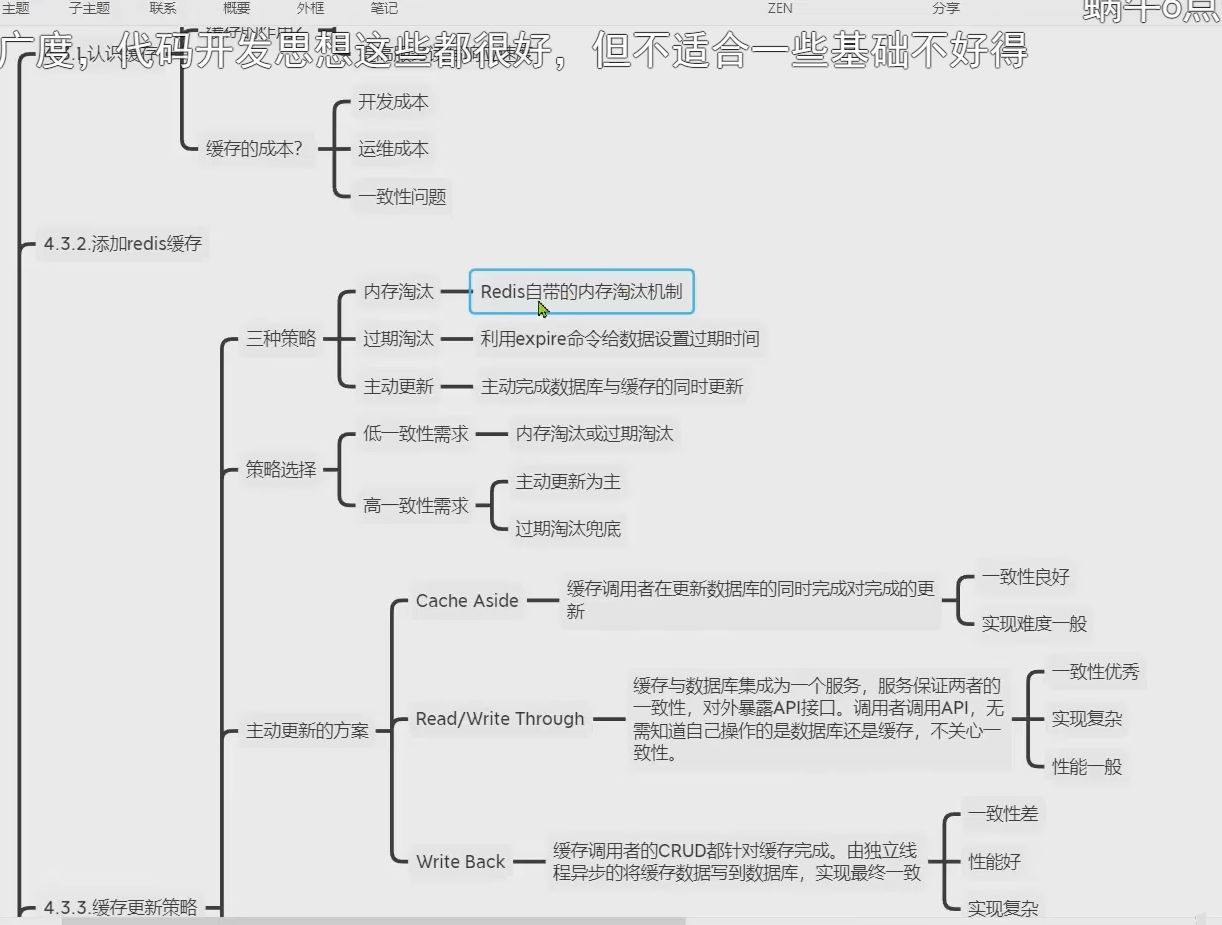 主题 子主题 联系 概要 外框 笔记 ZEN 分享
蜗牛8点
广度，代码开发思想这些都很好，但不适合一些基础不好得
认识缓存
开发成本
缓存的成本？
运维成本
一致性问题
4.3.2.添加redis缓存
内存淘汰
Redis自带的内存淘汰机制
三种策略
过期淘汰
利用expire命令给数据设置过期时间
主动更新
主动完成数据库与缓存的同时更新
低一致性需求
内存淘汰或过期淘汰
策略选择
高一致性需求
主动更新为主
过期淘汰兜底
Cache Aside
缓存调用者在更新数据库的同时完成对完成的更
新
一致性良好
实现难度一般
主动更新的方案
Read/Write Through
缓存与数据库集成为一个服务，服务保证两者的
一致性，对外暴露API接口。调用者调用API，无
需知道自己操作的是数据库还是缓存，不关心一
致性。
一致性优秀
实现复杂
性能一般
Write Back
缓存调用者的CRUD都针对缓存完成。由独立线
程异步的将缓存数据写到数据库，实现最终一致
一致性差
性能好
实现复杂
4.3.3.缓存更新策略